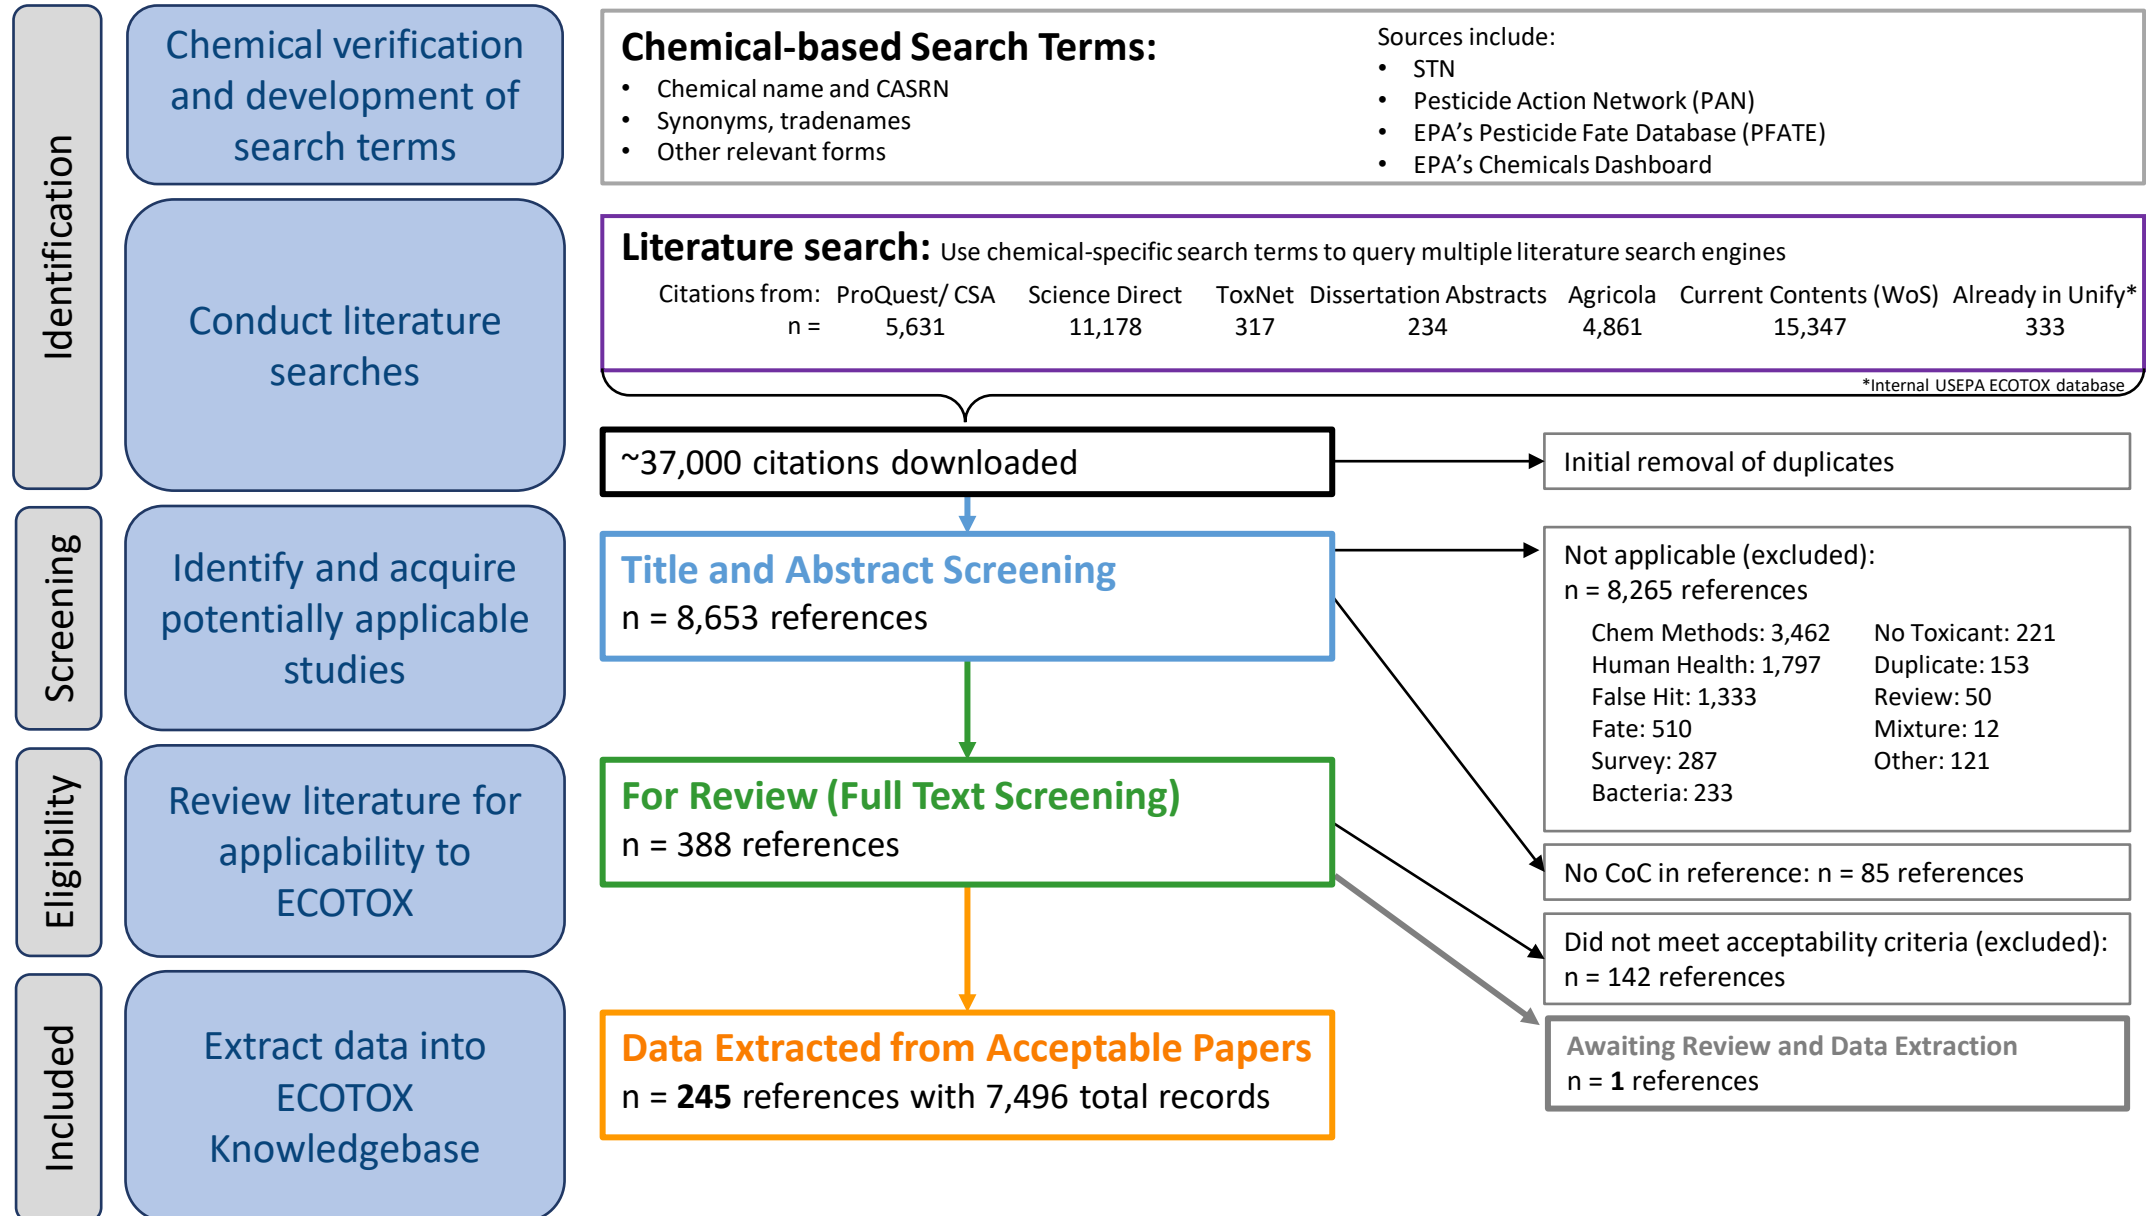 Identification
Chemical verification
and development of
search terms
Chemical-based Search Terms:
• Chemical name and CASRN
• Synonyms, tradenames
• Other relevant forms
Sources include:
• STN
• Pesticide Action Network (PAN)
• EPA's Pesticide Fate Database (PFATE)
• EPA's Chemicals Dashboard
Conduct literature
searches
Literature search: Use chemical-specific search terms to query multiple literature search engines
Citations from: ProQuest/ CSA Science Direct ToxNet Dissertation Abstracts Agricola Current Contents (WoS) Already in Unify*
n = 5,631 11,178 317 234 4,861 15,347 333
*Internal USEPA ECOTOX database
~37,000 citations downloaded
Initial removal of duplicates
Screening
Identify and acquire
potentially applicable
studies
Title and Abstract Screening
n = 8,653 references
Not applicable (excluded):
n = 8,265 references
Chem Methods: 3,462 No Toxicant: 221
Human Health: 1,797 Duplicate: 153
False Hit: 1,333 Review: 50
Fate: 510 Mixture: 12
Survey: 287 Other: 121
Bacteria: 233
No CoC in reference: n = 85 references
Eligibility
Review literature for
applicability to
ECOTOX
For Review (Full Text Screening)
n = 388 references
Did not meet acceptability criteria (excluded):
n = 142 references
Awaiting Review and Data Extraction
n = 1 references
Included
Extract data into
ECOTOX
Knowledgebase
Data Extracted from Acceptable Papers
n = 245 references with 7,496 total records